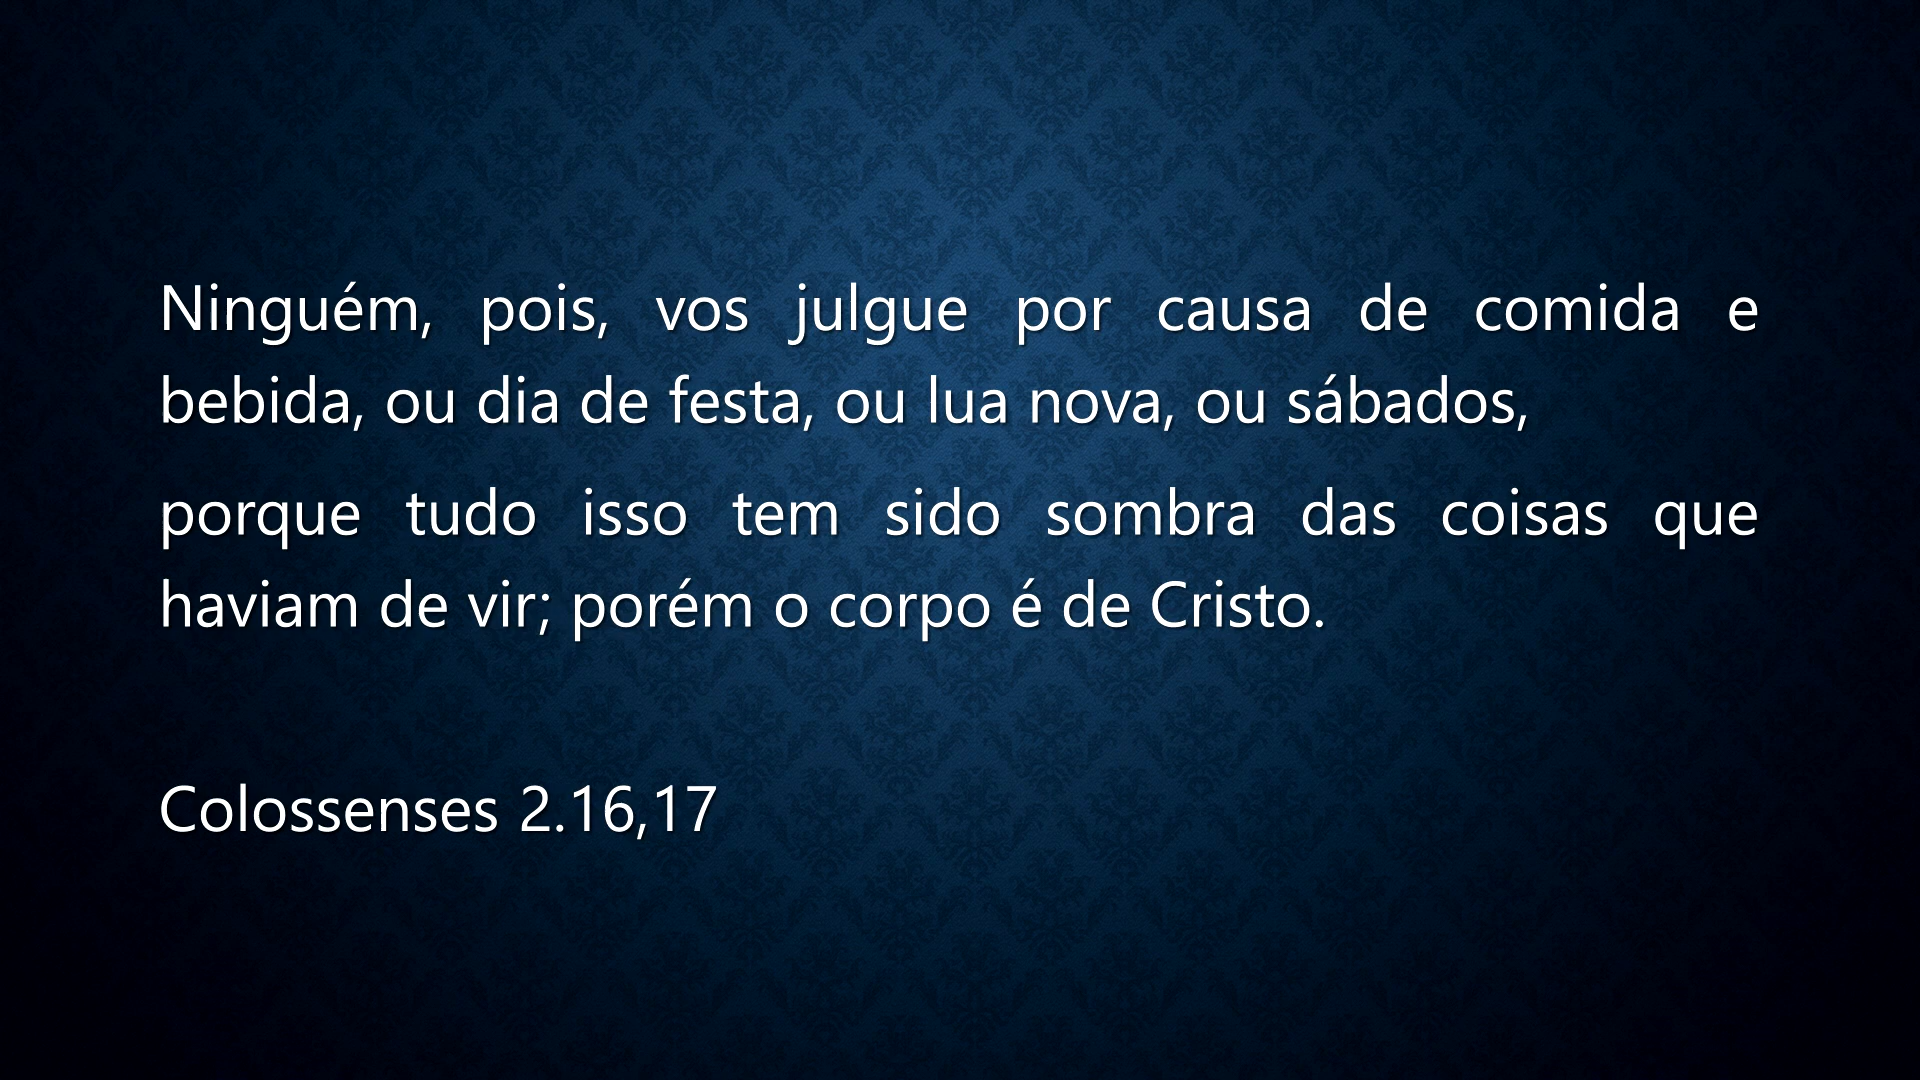 Ninguém, pois, vos julgue por causa de comida e
bebida, ou dia de festa, ou lua nova, ou sábados,
porque tudo isso tem sido sombra das coisas que
haviam de vir; porém o corpo é de Cristo.
Colossenses 2.16,17